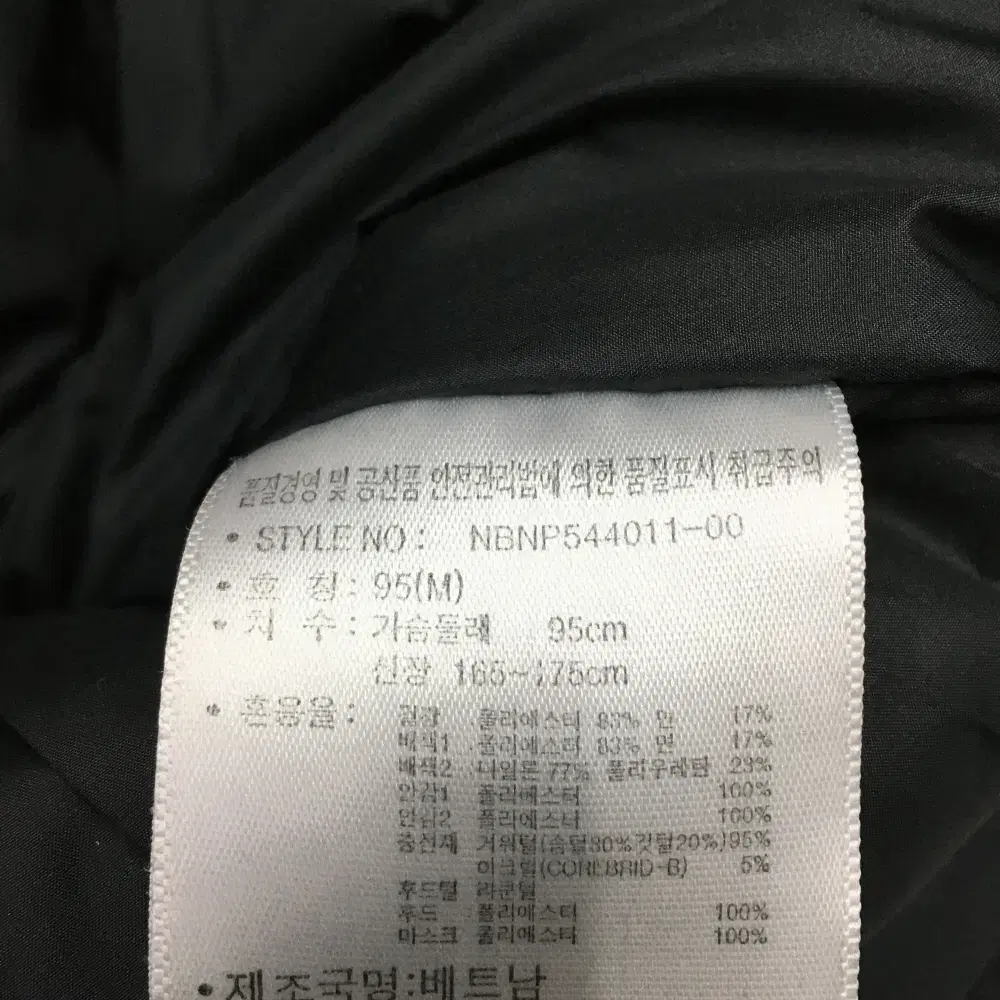 품질경영 및 공산품 안전관리법에 의한 품질표시 취급주의
• STYLE NO : NBNP544011-00
• 호 칭 : 95(M)
• 치 수 : 가슴둘레 95cm
신장 165~175cm
• 혼용율 : 겉감 폴리에스터 83% 면 17%
배색1 폴리에스터 83% 면 17%
배색2 나일론 77% 폴리우레탄 23%
안감1 폴리에스터 100%
안감2 폴리에스터 100%
충전재 거위털(솜털80%깃털20%)95%
아크릴(COREBRID-B) 5%
후드털 라쿤털
후드 폴리에스터 100%
마스크 폴리에스터 100%
• 제조국명:베트남